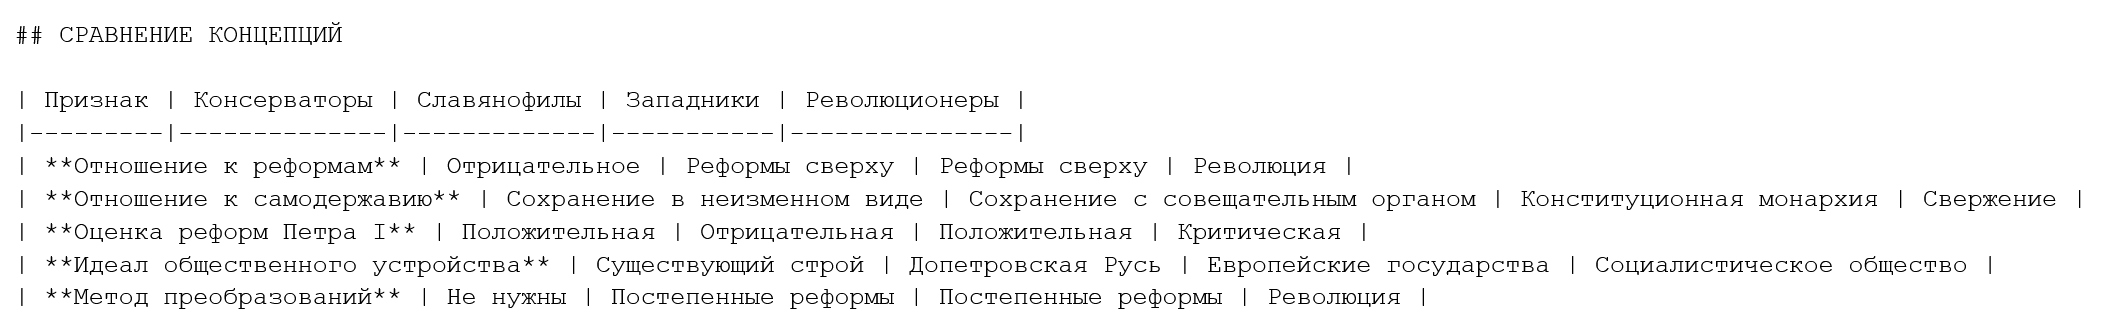 ## СРАВНЕНИЕ КОНЦЕПЦИЙ
| Признак | Консерваторы | Славянофилы | Западники | Революционеры |
|---------|--------------|-------------|-----------|---------------|
| **Отношение к реформам** | Отрицательное | Реформы сверху | Реформы сверху | Революция |
| **Отношение к самодержавию** | Сохранение в неизменном виде | Сохранение с совещательным органом | Конституционная монархия | Свержение |
| **Оценка реформ Петра I** | Положительная | Отрицательная | Положительная | Критическая |
| **Идеал общественного устройства** | Существующий строй | Допетровская Русь | Европейские государства | Социалистическое общество |
| **Метод преобразований** | Не нужны | Постепенные реформы | Постепенные реформы | Революция |